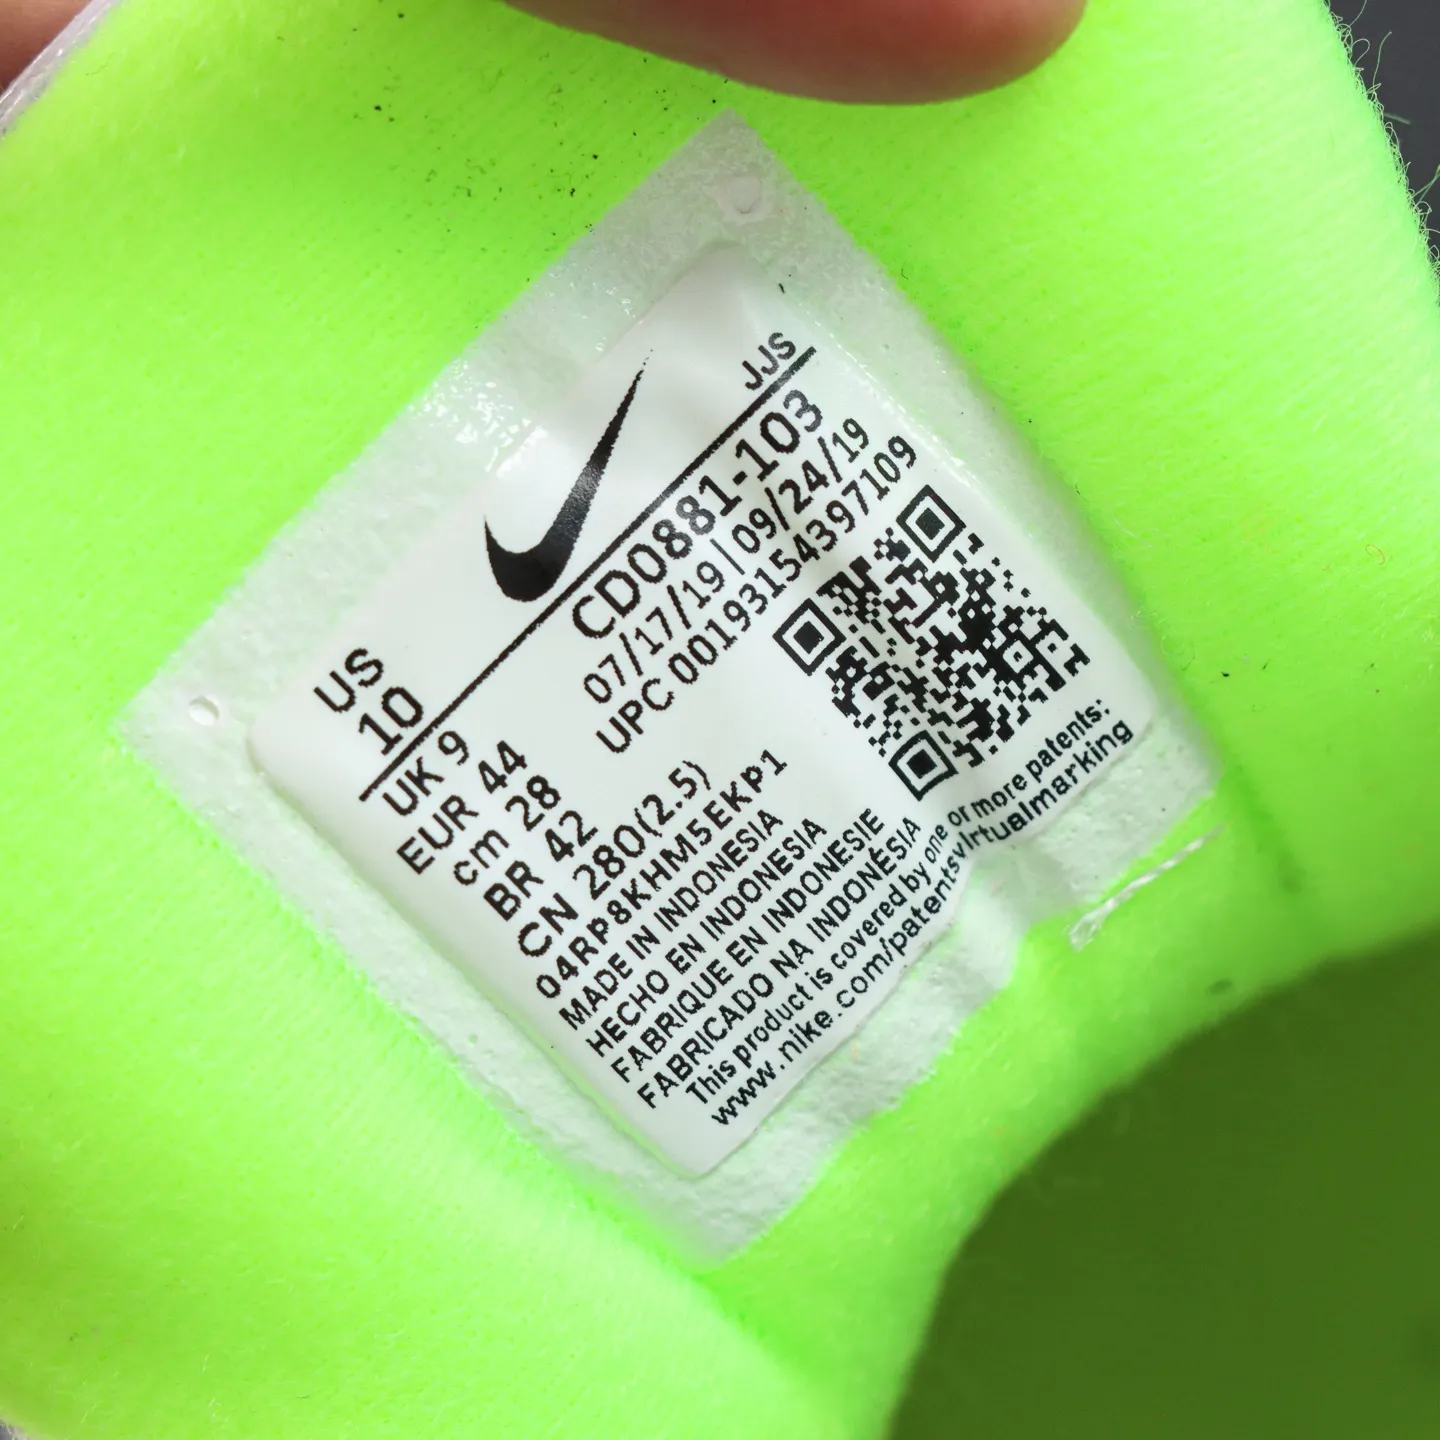 JJS
US
10
UK 9
EUR 44
cm 28
BR 42
CN 280(2.5)
CD0881-103
07/17/19|09/24/19
UPC 00193154397109
04RP8KHM5EKP1
MADE IN INDONESIA
HECHO EN INDONESIA
FABRIQUE EN INDONESIE
FABRICADO NA INDONÉSIA
This product is covered by one or more patents:
www.nike.com/patentsvirtualmarking